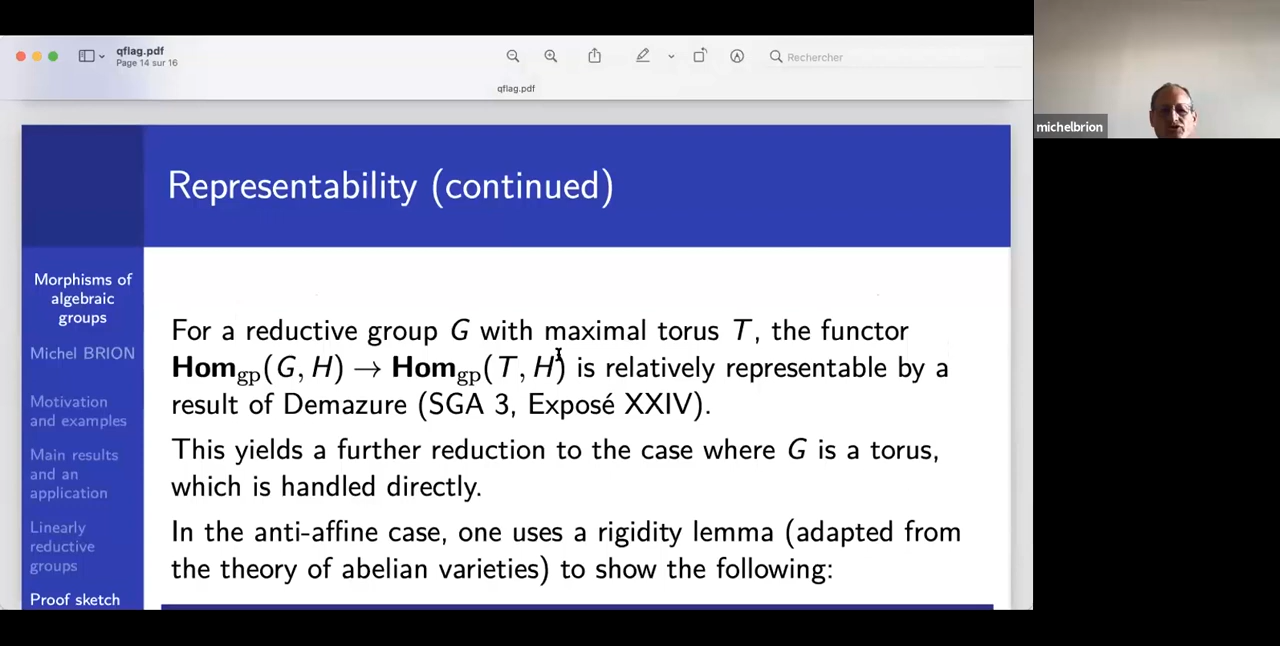 qflag.pdf
Page 14 sur 16
Rechercher
qflag.pdf
michelbrion
Representability (continued)
Morphisms of
algebraic
groups
Michel BRION
Motivation
and examples
Main results
and an
application
Linearly
reductive
groups
Proof sketch
For a reductive group G with maximal torus T, the functor
Hom_gp(G, H) → Hom_gp(T, H) is relatively representable by a
result of Demazure (SGA 3, Exposé XXIV).
This yields a further reduction to the case where G is a torus,
which is handled directly.
In the anti-affine case, one uses a rigidity lemma (adapted from
the theory of abelian varieties) to show the following: